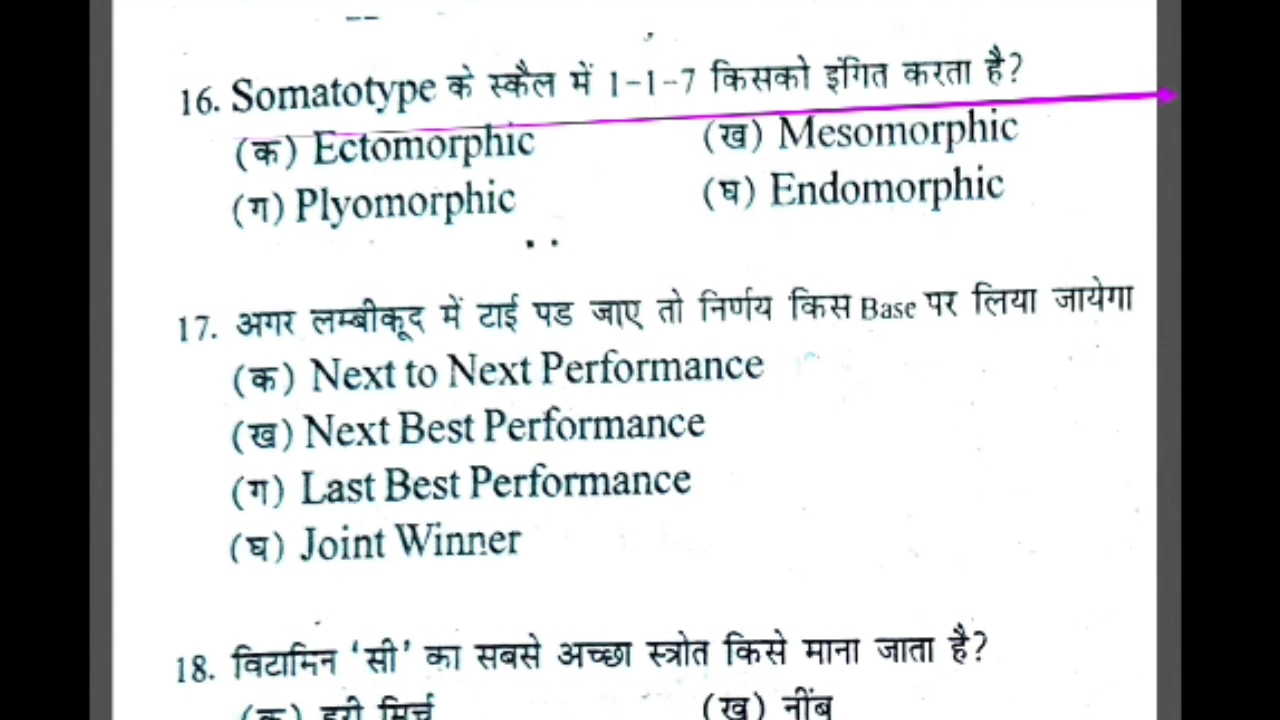 16. Somatotype के स्कैल में 1-1-7 किसको इंगित करता है?
(क) Ectomorphic (ख) Mesomorphic
(ग) Plyomorphic (घ) Endomorphic
17. अगर लम्बीकूद में टाई पड जाए तो निर्णय किस Base पर लिया जायेगा
(क) Next to Next Performance
(ख) Next Best Performance
(ग) Last Best Performance
(घ) Joint Winner
18. विटामिन 'सी' का सबसे अच्छा स्त्रोत किसे माना जाता है?
(क) हरी मिर्च (ख) नींबू